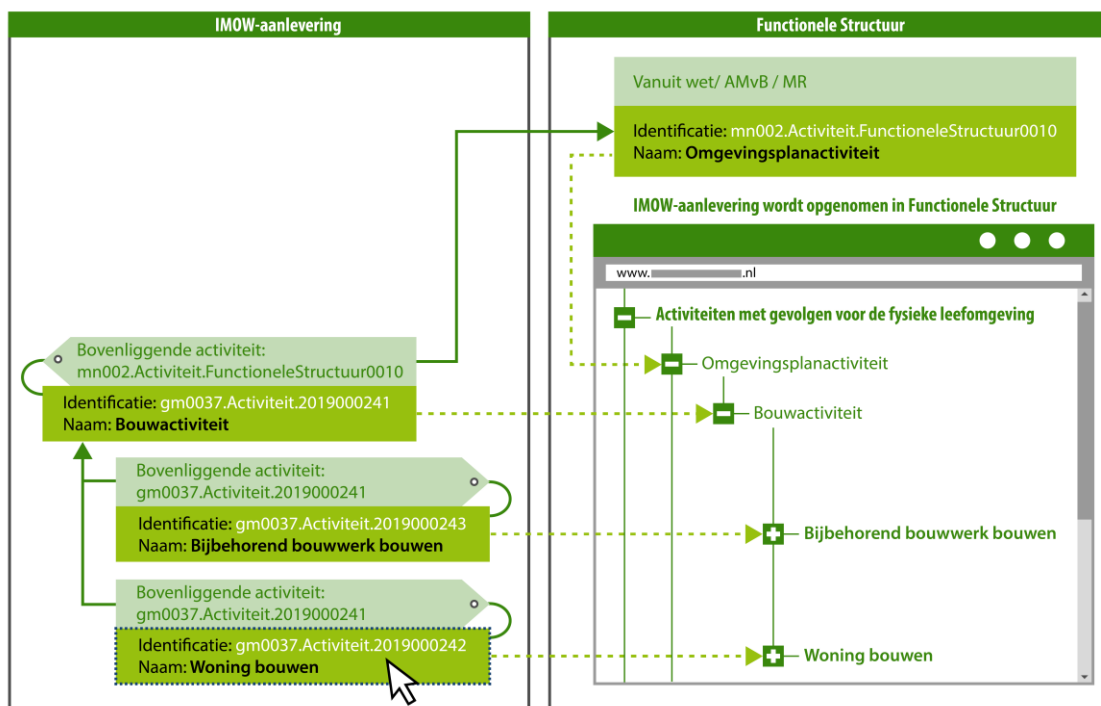 IMOW-aanlevering
Bovenliggende activiteit:
mn002.Activiteit.FunctioneleStructuur0010
Identificatie: gm0037.Activiteit.2019000241
Naam: Bouwactiviteit
Bovenliggende activiteit:
gm0037.Activiteit.2019000241
Identificatie: gm0037.Activiteit.2019000243
Naam: Bijbehorend bouwwerk bouwen
Bovenliggende activiteit:
gm0037.Activiteit.2019000241
Identificatie: gm0037.Activiteit.2019000242
Naam: Woning bouwen
Functionele Structuur
Vanuit wet/ AMvB / MR
Identificatie: mn002.Activiteit.FunctioneleStructuur0010
Naam: Omgevingsplanactiviteit
IMOW-aanlevering wordt opgenomen in Functionele Structuur
www. .nl
Activiteiten met gevolgen voor de fysieke leefomgeving
Omgevingsplanactiviteit
Bouwactiviteit
Bijbehorend bouwwerk bouwen
Woning bouwen